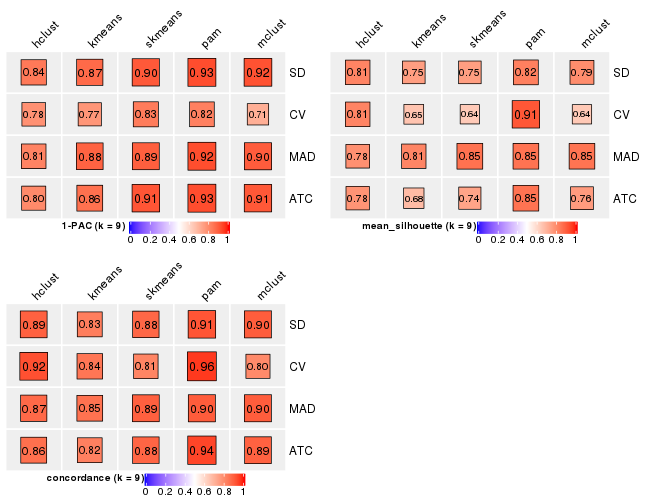 hclust kmeans skmeans pam mclust
0.84 0.87 0.90 0.93 0.92 SD
0.78 0.77 0.83 0.82 0.71 CV
0.81 0.88 0.89 0.92 0.90 MAD
0.80 0.86 0.91 0.93 0.91 ATC
1-PAC (k = 9)
0 0.2 0.4 0.6 0.8 1
hclust kmeans skmeans pam mclust
0.81 0.75 0.75 0.82 0.79 SD
0.81 0.65 0.64 0.91 0.64 CV
0.78 0.81 0.85 0.85 0.85 MAD
0.78 0.68 0.74 0.85 0.76 ATC
mean_silhouette (k = 9)
0 0.2 0.4 0.6 0.8 1
hclust kmeans skmeans pam mclust
0.89 0.83 0.88 0.91 0.90 SD
0.92 0.84 0.81 0.96 0.80 CV
0.87 0.85 0.89 0.90 0.90 MAD
0.86 0.82 0.88 0.94 0.89 ATC
concordance (k = 9)
0 0.2 0.4 0.6 0.8 1